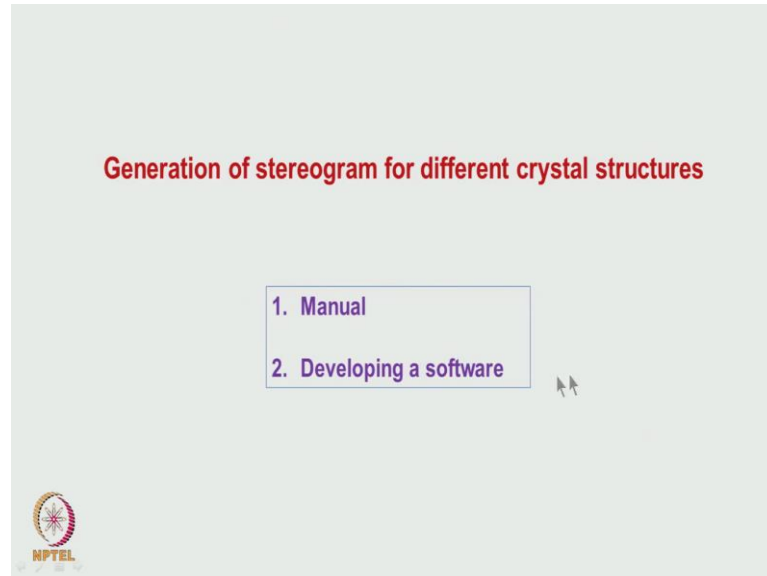 Generation of stereogram for different crystal structures
1. Manual
2. Developing a software
NPTEL